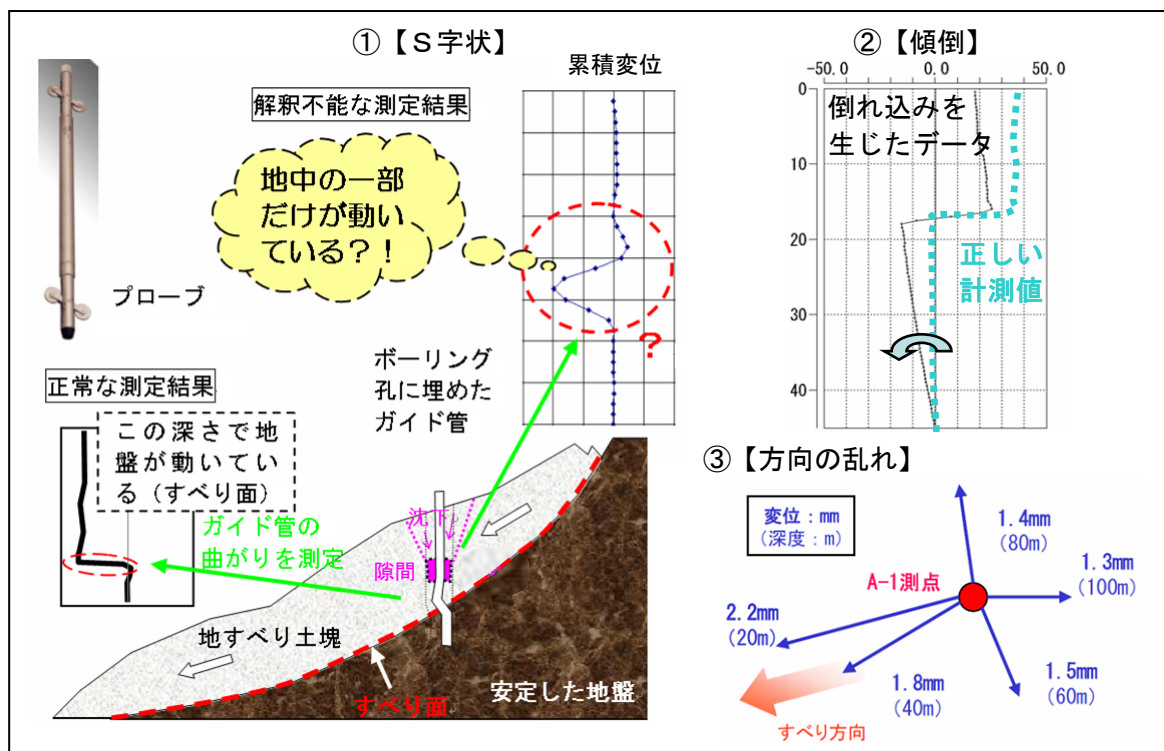 ①【Ｓ字状】
累積変位
解釈不能な測定結果
地中の一部
だけが動い
ている？！
プローブ
?
ボーリング
孔に埋めた
ガイド管
正常な測定結果
この深さで地
盤が動いてい
る（すべり面）
ガイド管の
曲がりを測定
沈下
隙間
地すべり土塊
すべり面
安定した地盤
②【傾倒】
-50.0 0.0 50.0
0
10
20
30
40
倒れ込みを
生じたデータ
正しい
計測値
③【方向の乱れ】
変位：mm
（深度：m）
A-1測点
1.4mm
(80m)
1.3mm
(100m)
2.2mm
(20m)
1.8mm
(40m)
1.5mm
(60m)
すべり方向